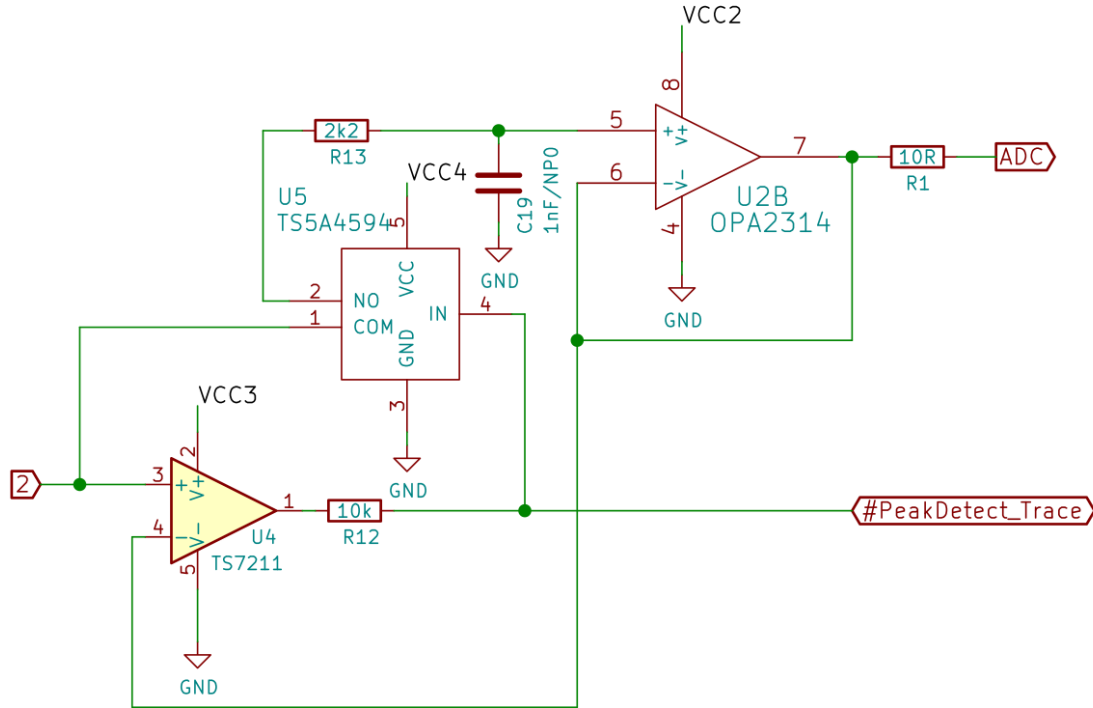 VCC2
8
2k2
R13
5
+
V+
7
10R
ADC
R1
6
-
V-
U2B
OPA2314
4
GND
VCC4
C19
1nF/NP0
GND
U5
TS5A4594
5
VCC
2
NO
1
COM
IN
4
GND
3
GND
VCC3
2
2
3
+
V+
1
10k
R12
#PeakDetect_Trace
4
-
V-
U4
TS7211
5
GND